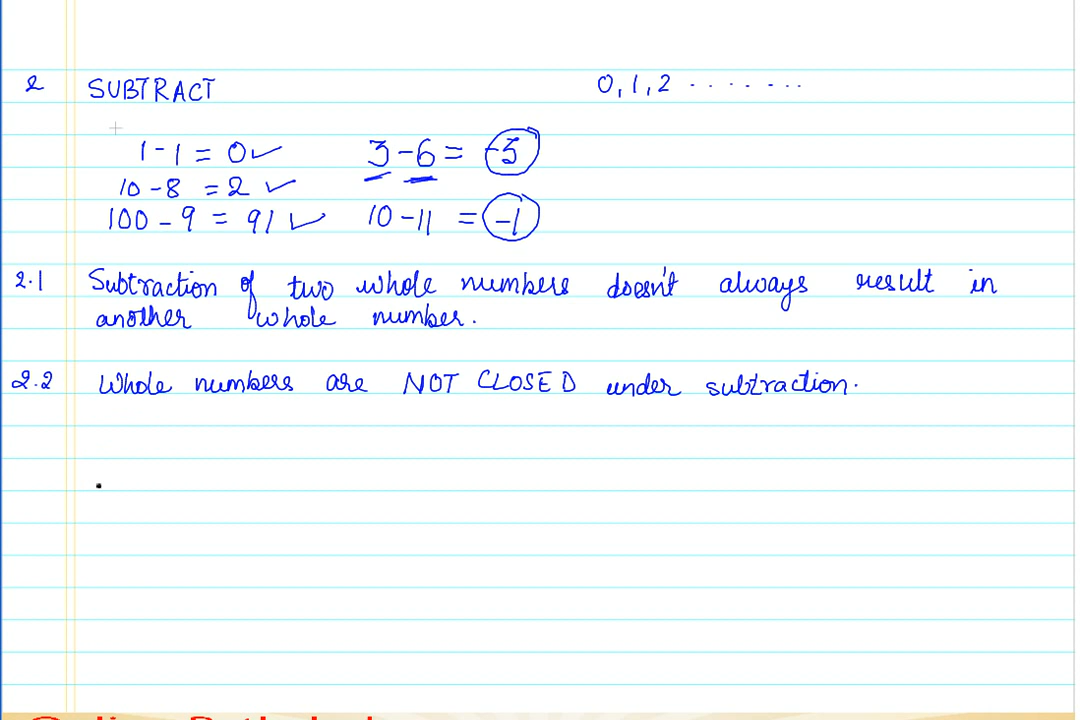 2 SUBTRACT 0, 1, 2 .......
1 - 1 = 0 ✓ 3 - 6 = -3
10 - 8 = 2 ✓
100 - 9 = 91 ✓ 10 - 11 = -1
2.1 Subtraction of two whole numbers doesn't always result in
another whole number.
2.2 Whole numbers are NOT CLOSED under subtraction.